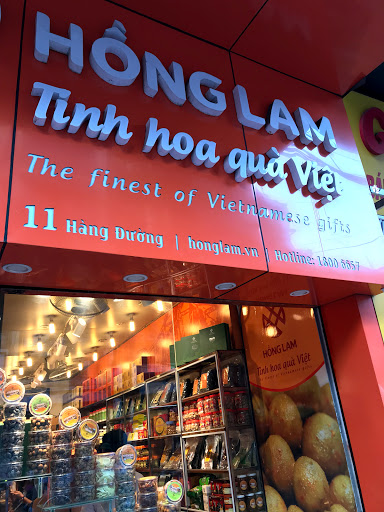 HỒNG LAM
Tinh hoa quà Việt
The finest of Vietnamese gifts
11 Hàng Đường | honglam.vn | Hotline: 1800 6657
HỒNG LAM
Tinh hoa quà Việt